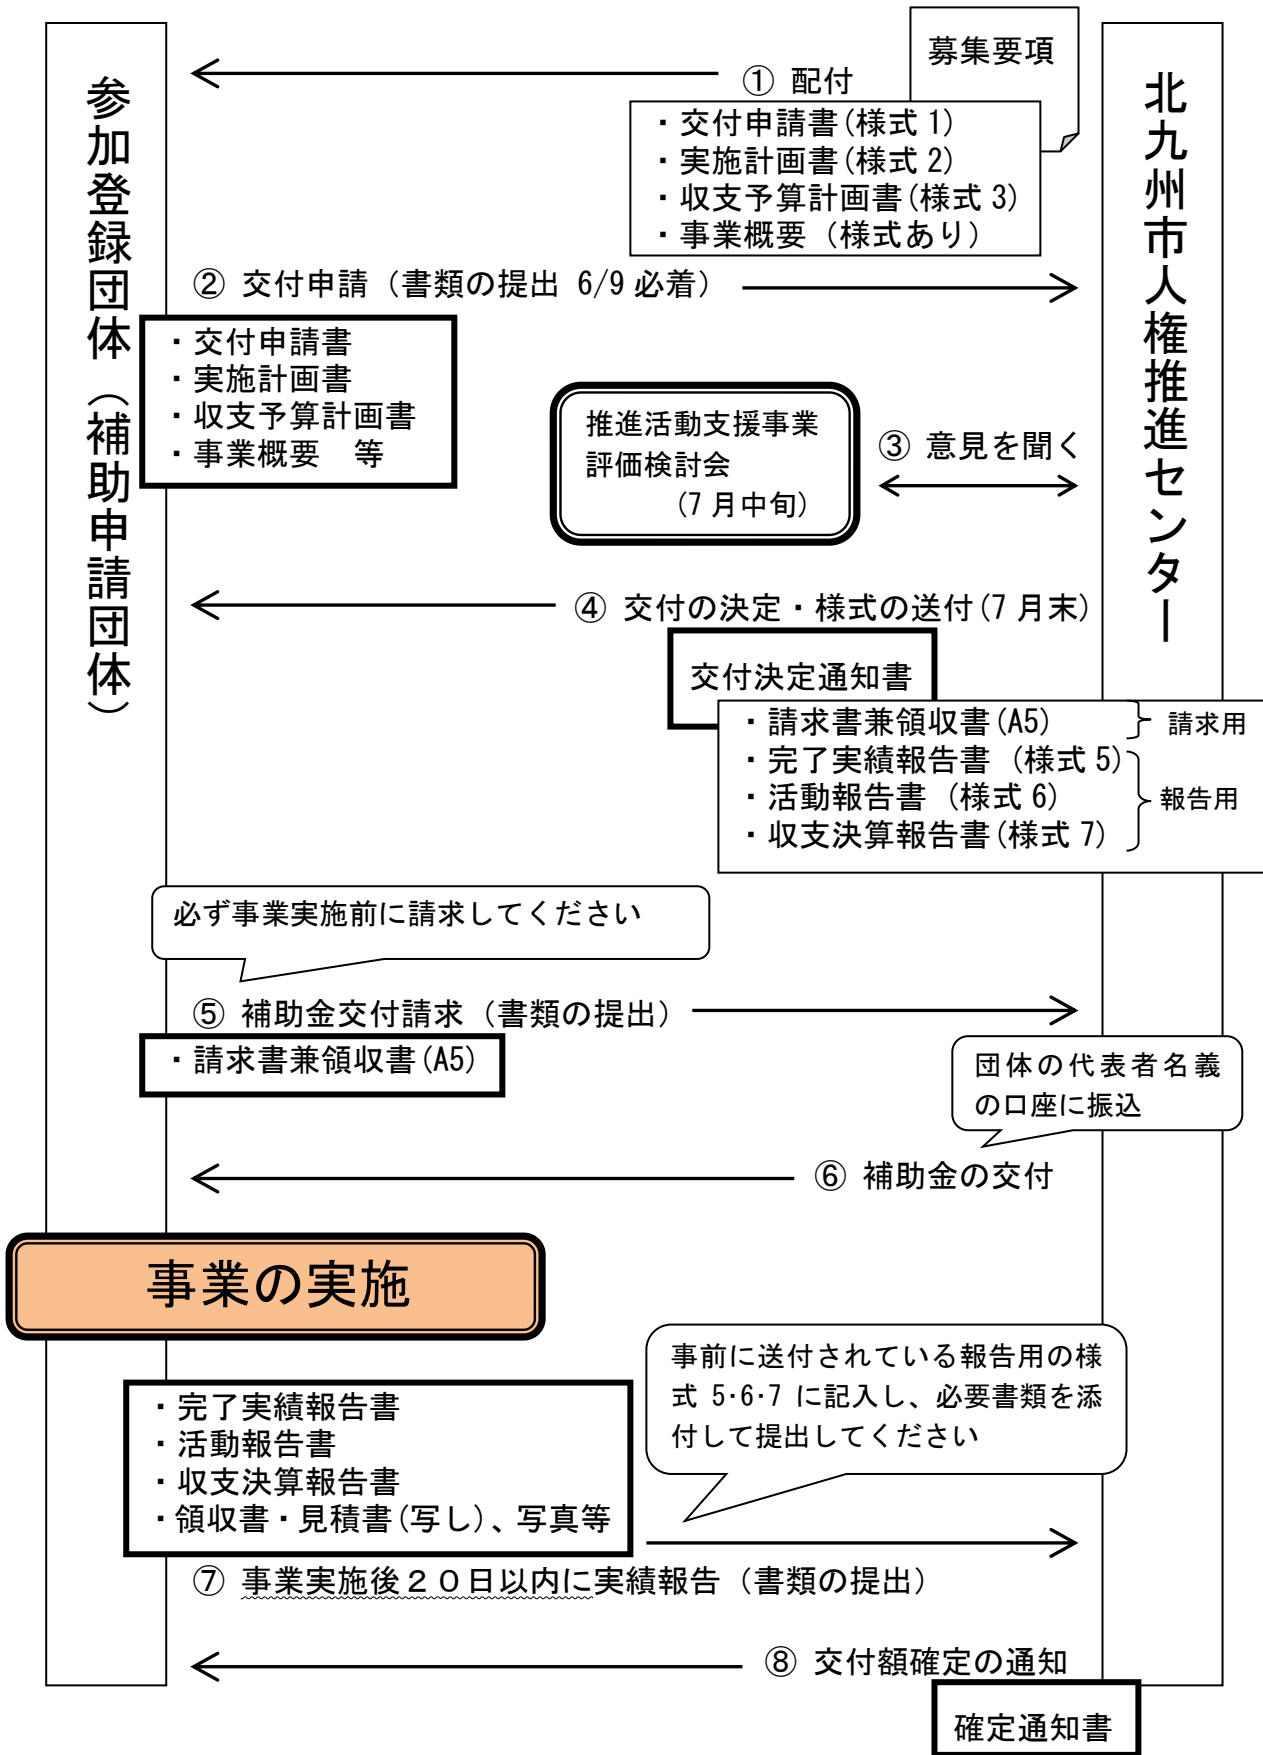 参加登録団体（補助申請団体）
北九州市人権推進センター
募集要項
① 配付
・交付申請書(様式 1)
・実施計画書(様式 2)
・収支予算計画書(様式 3)
・事業概要（様式あり）
② 交付申請（書類の提出 6/9 必着）
・交付申請書
・実施計画書
・収支予算計画書
・事業概要　等
推進活動支援事業
評価検討会
(7 月中旬)
③ 意見を聞く
④ 交付の決定・様式の送付(7 月末)
交付決定通知書
・請求書兼領収書(A5)
請求用
・完了実績報告書（様式 5)
・活動報告書（様式 6)
・収支決算報告書(様式 7)
報告用
必ず事業実施前に請求してください
⑤ 補助金交付請求（書類の提出）
・請求書兼領収書(A5)
団体の代表者名義
の口座に振込
⑥ 補助金の交付
事業の実施
事前に送付されている報告用の様
式 5･6･7 に記入し、必要書類を添
付して提出してください
・完了実績報告書
・活動報告書
・収支決算報告書
・領収書・見積書(写し)、写真等
⑦ 事業実施後２０日以内に実績報告（書類の提出）
⑧ 交付額確定の通知
確定通知書